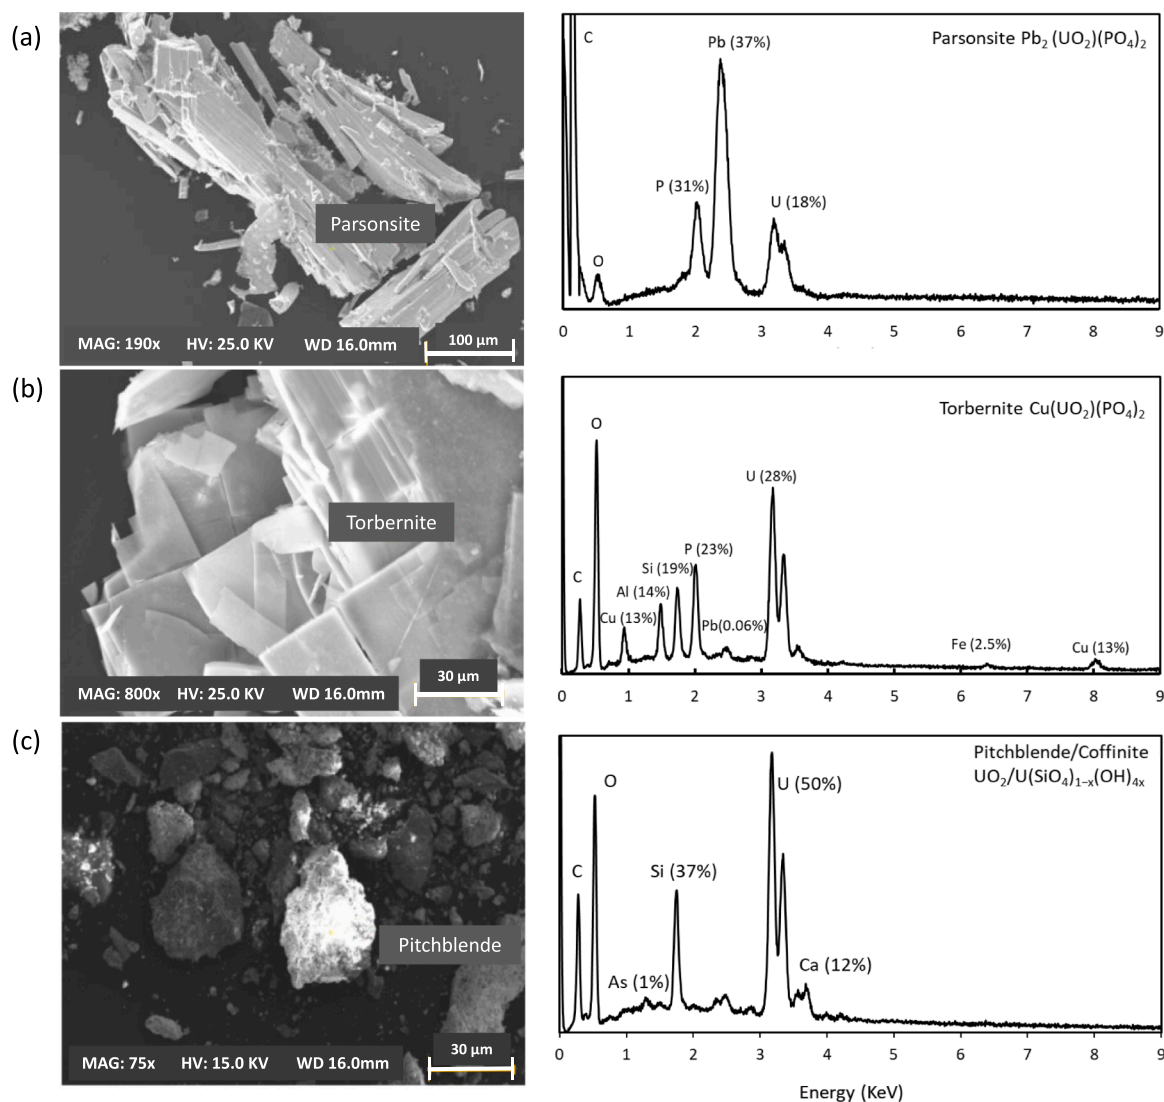 (a)
Parsonsite
MAG: 190x HV: 25.0 KV WD 16.0mm
100 µm
C
Parsonsite Pb₂ (UO₂)(PO₄)₂
Pb (37%)
P (31%)
U (18%)
O
0 1 2 3 4 5 6 7 8 9
(b)
Torbernite
MAG: 800x HV: 25.0 KV WD 16.0mm
30 µm
Torbernite Cu(UO₂)(PO₄)₂
O
U (28%)
P (23%)
Si (19%)
C
Al (14%)
Cu (13%)
Pb(0.06%)
Fe (2.5%)
Cu (13%)
0 1 2 3 4 5 6 7 8 9
(c)
Pitchblende
MAG: 75x HV: 15.0 KV WD 16.0mm
30 µm
Pitchblende/Coffinite
UO₂/U(SiO₄)₁₋ₓ(OH)₄ₓ
O
U (50%)
C
Si (37%)
As (1%)
Ca (12%)
0 1 2 3 4 5 6 7 8 9
Energy (KeV)